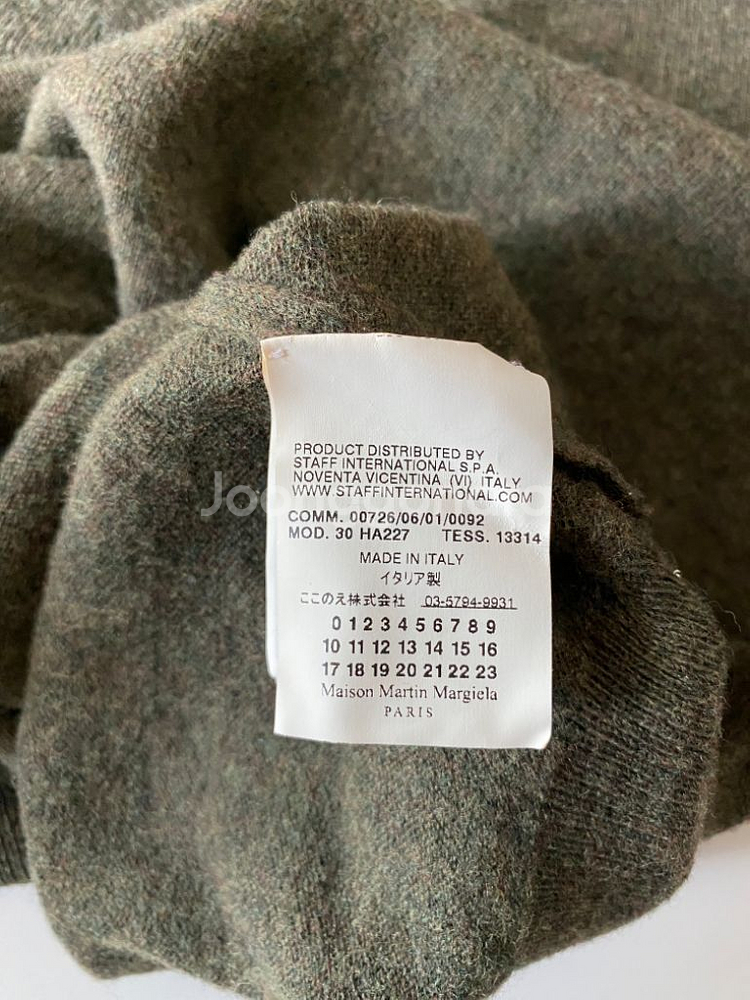 PRODUCT DISTRIBUTED BY
STAFF INTERNATIONAL S.P.A.
NOVENTA VICENTINA (VI) ITALY
WWW.STAFFINTERNATIONAL.COM
COMM. 00726/06/01/0092
MOD. 30 HA227 TESS. 13314
MADE IN ITALY
イタリア製
ここのえ株式会社 03-5794-9931
0 1 2 3 4 5 6 7 8 9
10 11 12 13 14 15 16
17 18 19 20 21 22 23
Maison Martin Margiela
PARIS